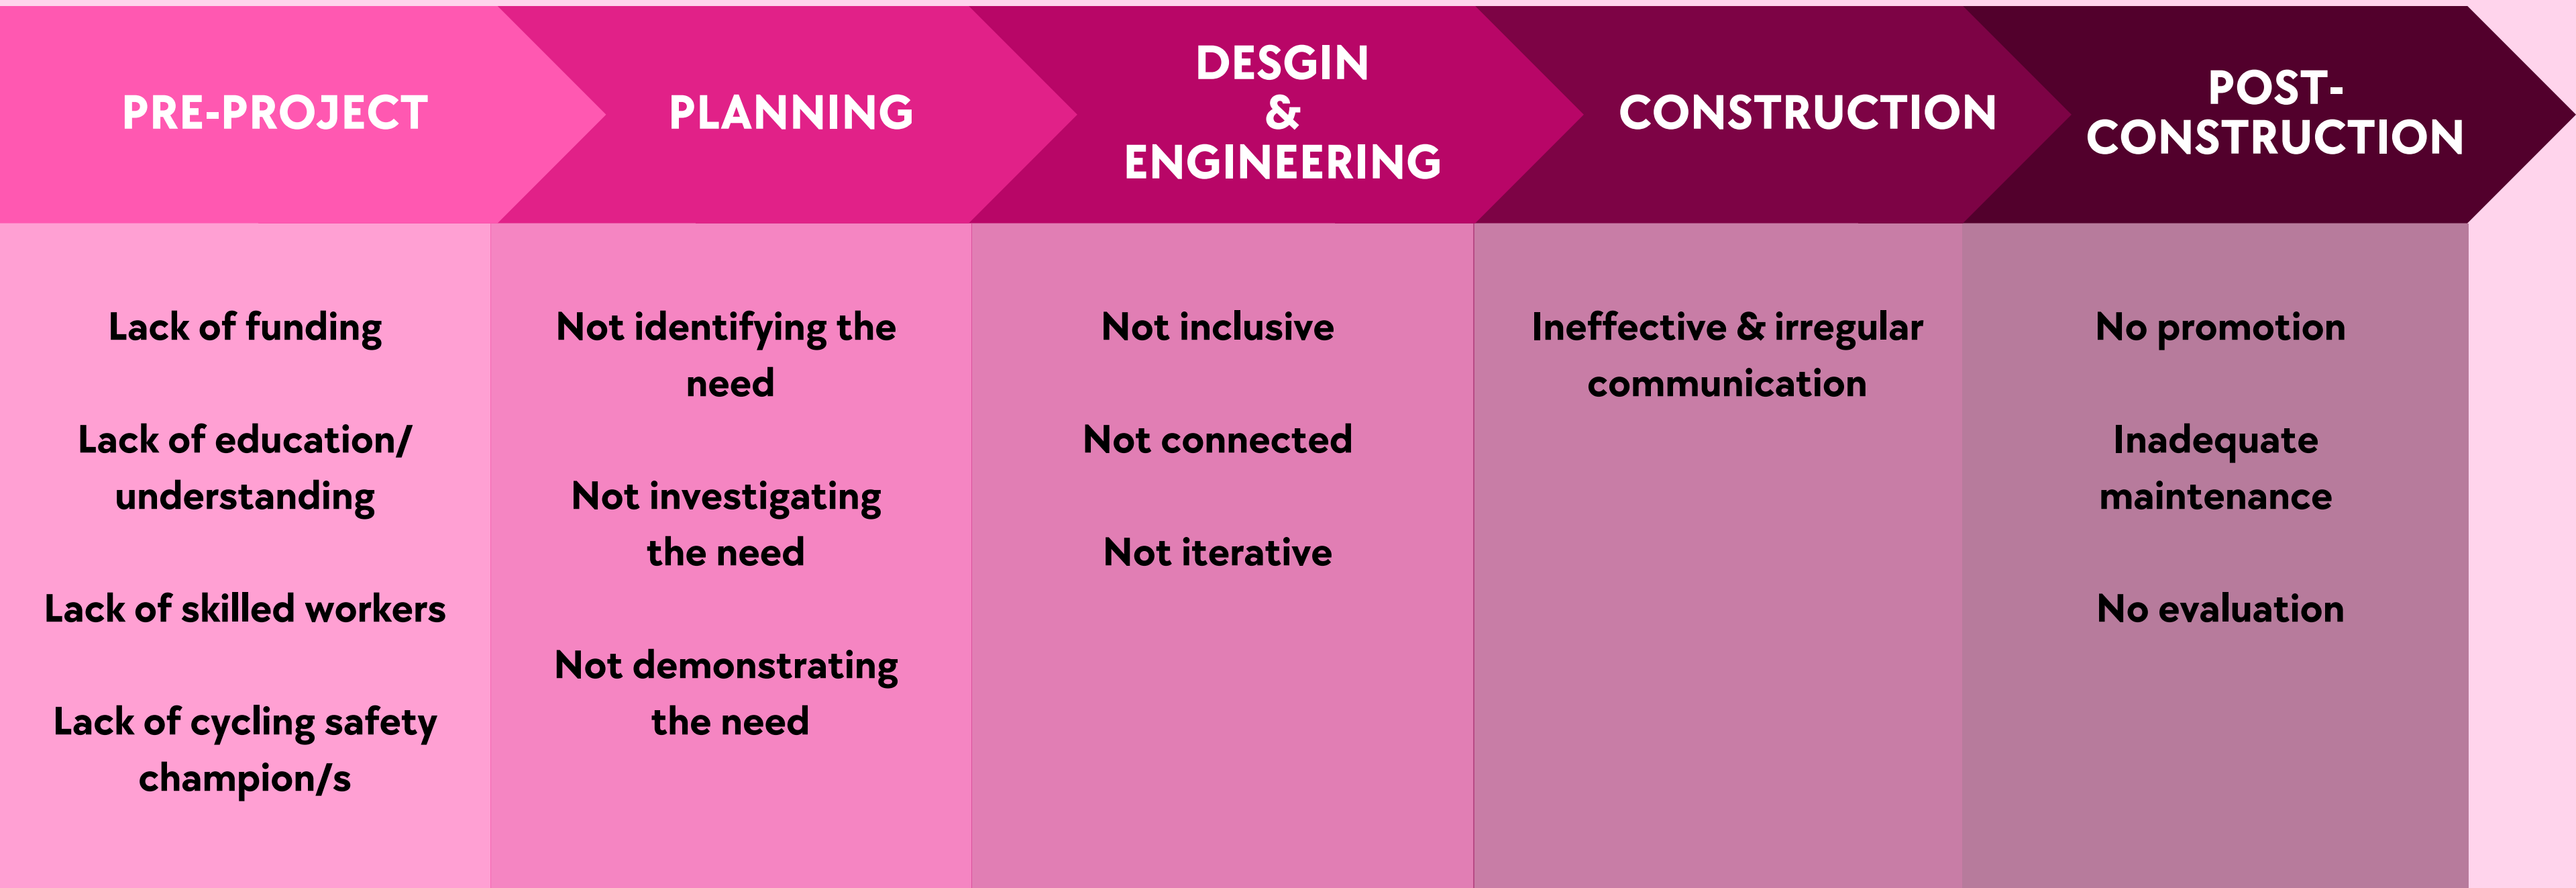 PRE-PROJECT
Lack of funding
Lack of education/
understanding
Lack of skilled workers
Lack of cycling safety
champion/s
PLANNING
Not identifying the
need
Not investigating
the need
Not demonstrating
the need
DESGIN
&
ENGINEERING
Not inclusive
Not connected
Not iterative
CONSTRUCTION
Ineffective & irregular
communication
POST-
CONSTRUCTION
No promotion
Inadequate
maintenance
No evaluation